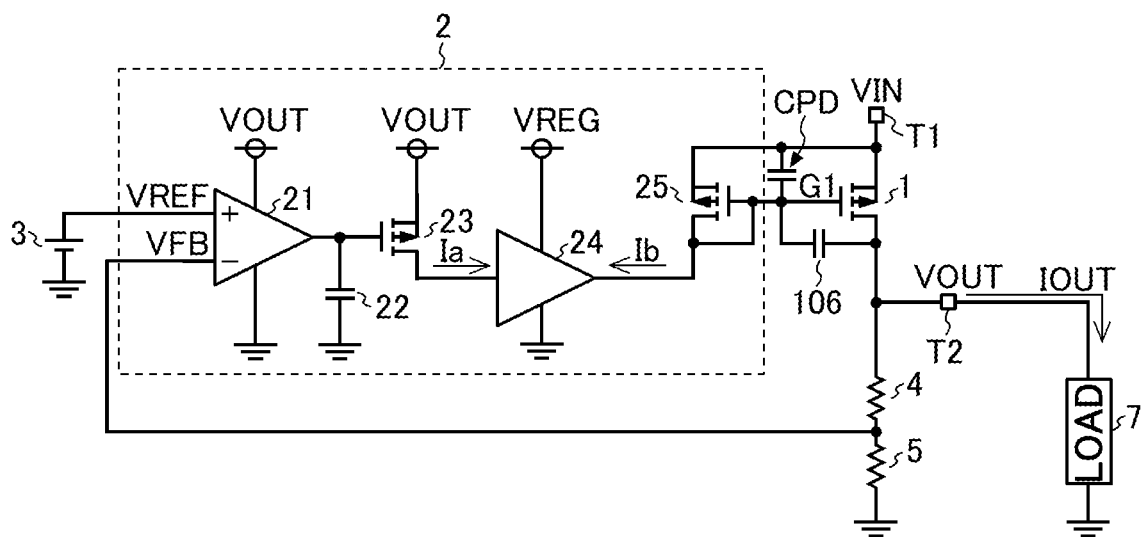 2
VIN
CPD
T1
VOUT
VOUT
VREG
VREF
21
+
25
G1
1
3
VFB
23
−
24
Ia
Ib
22
106
VOUT
IOUT
T2
4
LOAD
7
5